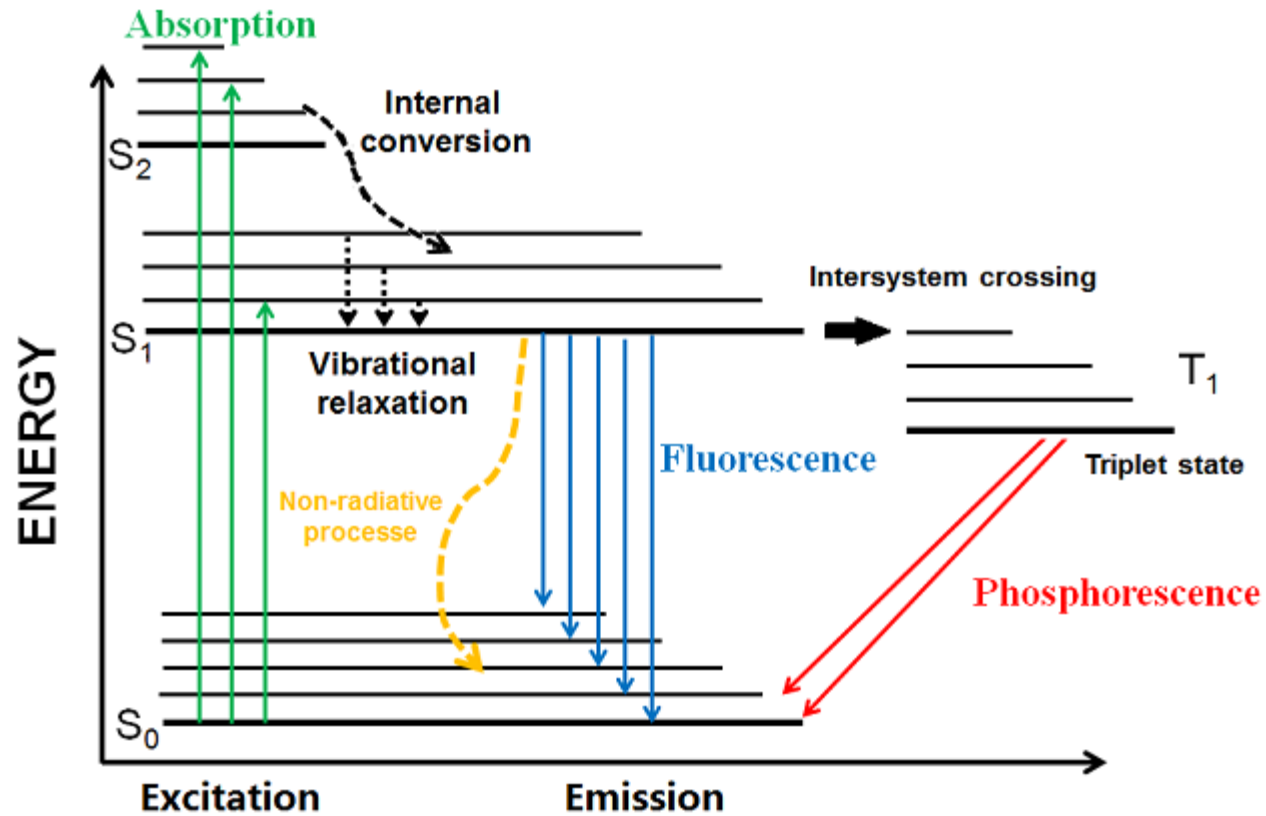 Absorption
Internal
conversion
S2
Intersystem crossing
S1
Vibrational
relaxation
T1
ENERGY
Fluorescence
Triplet state
Non-radiative
processe
Phosphorescence
S0
Excitation
Emission